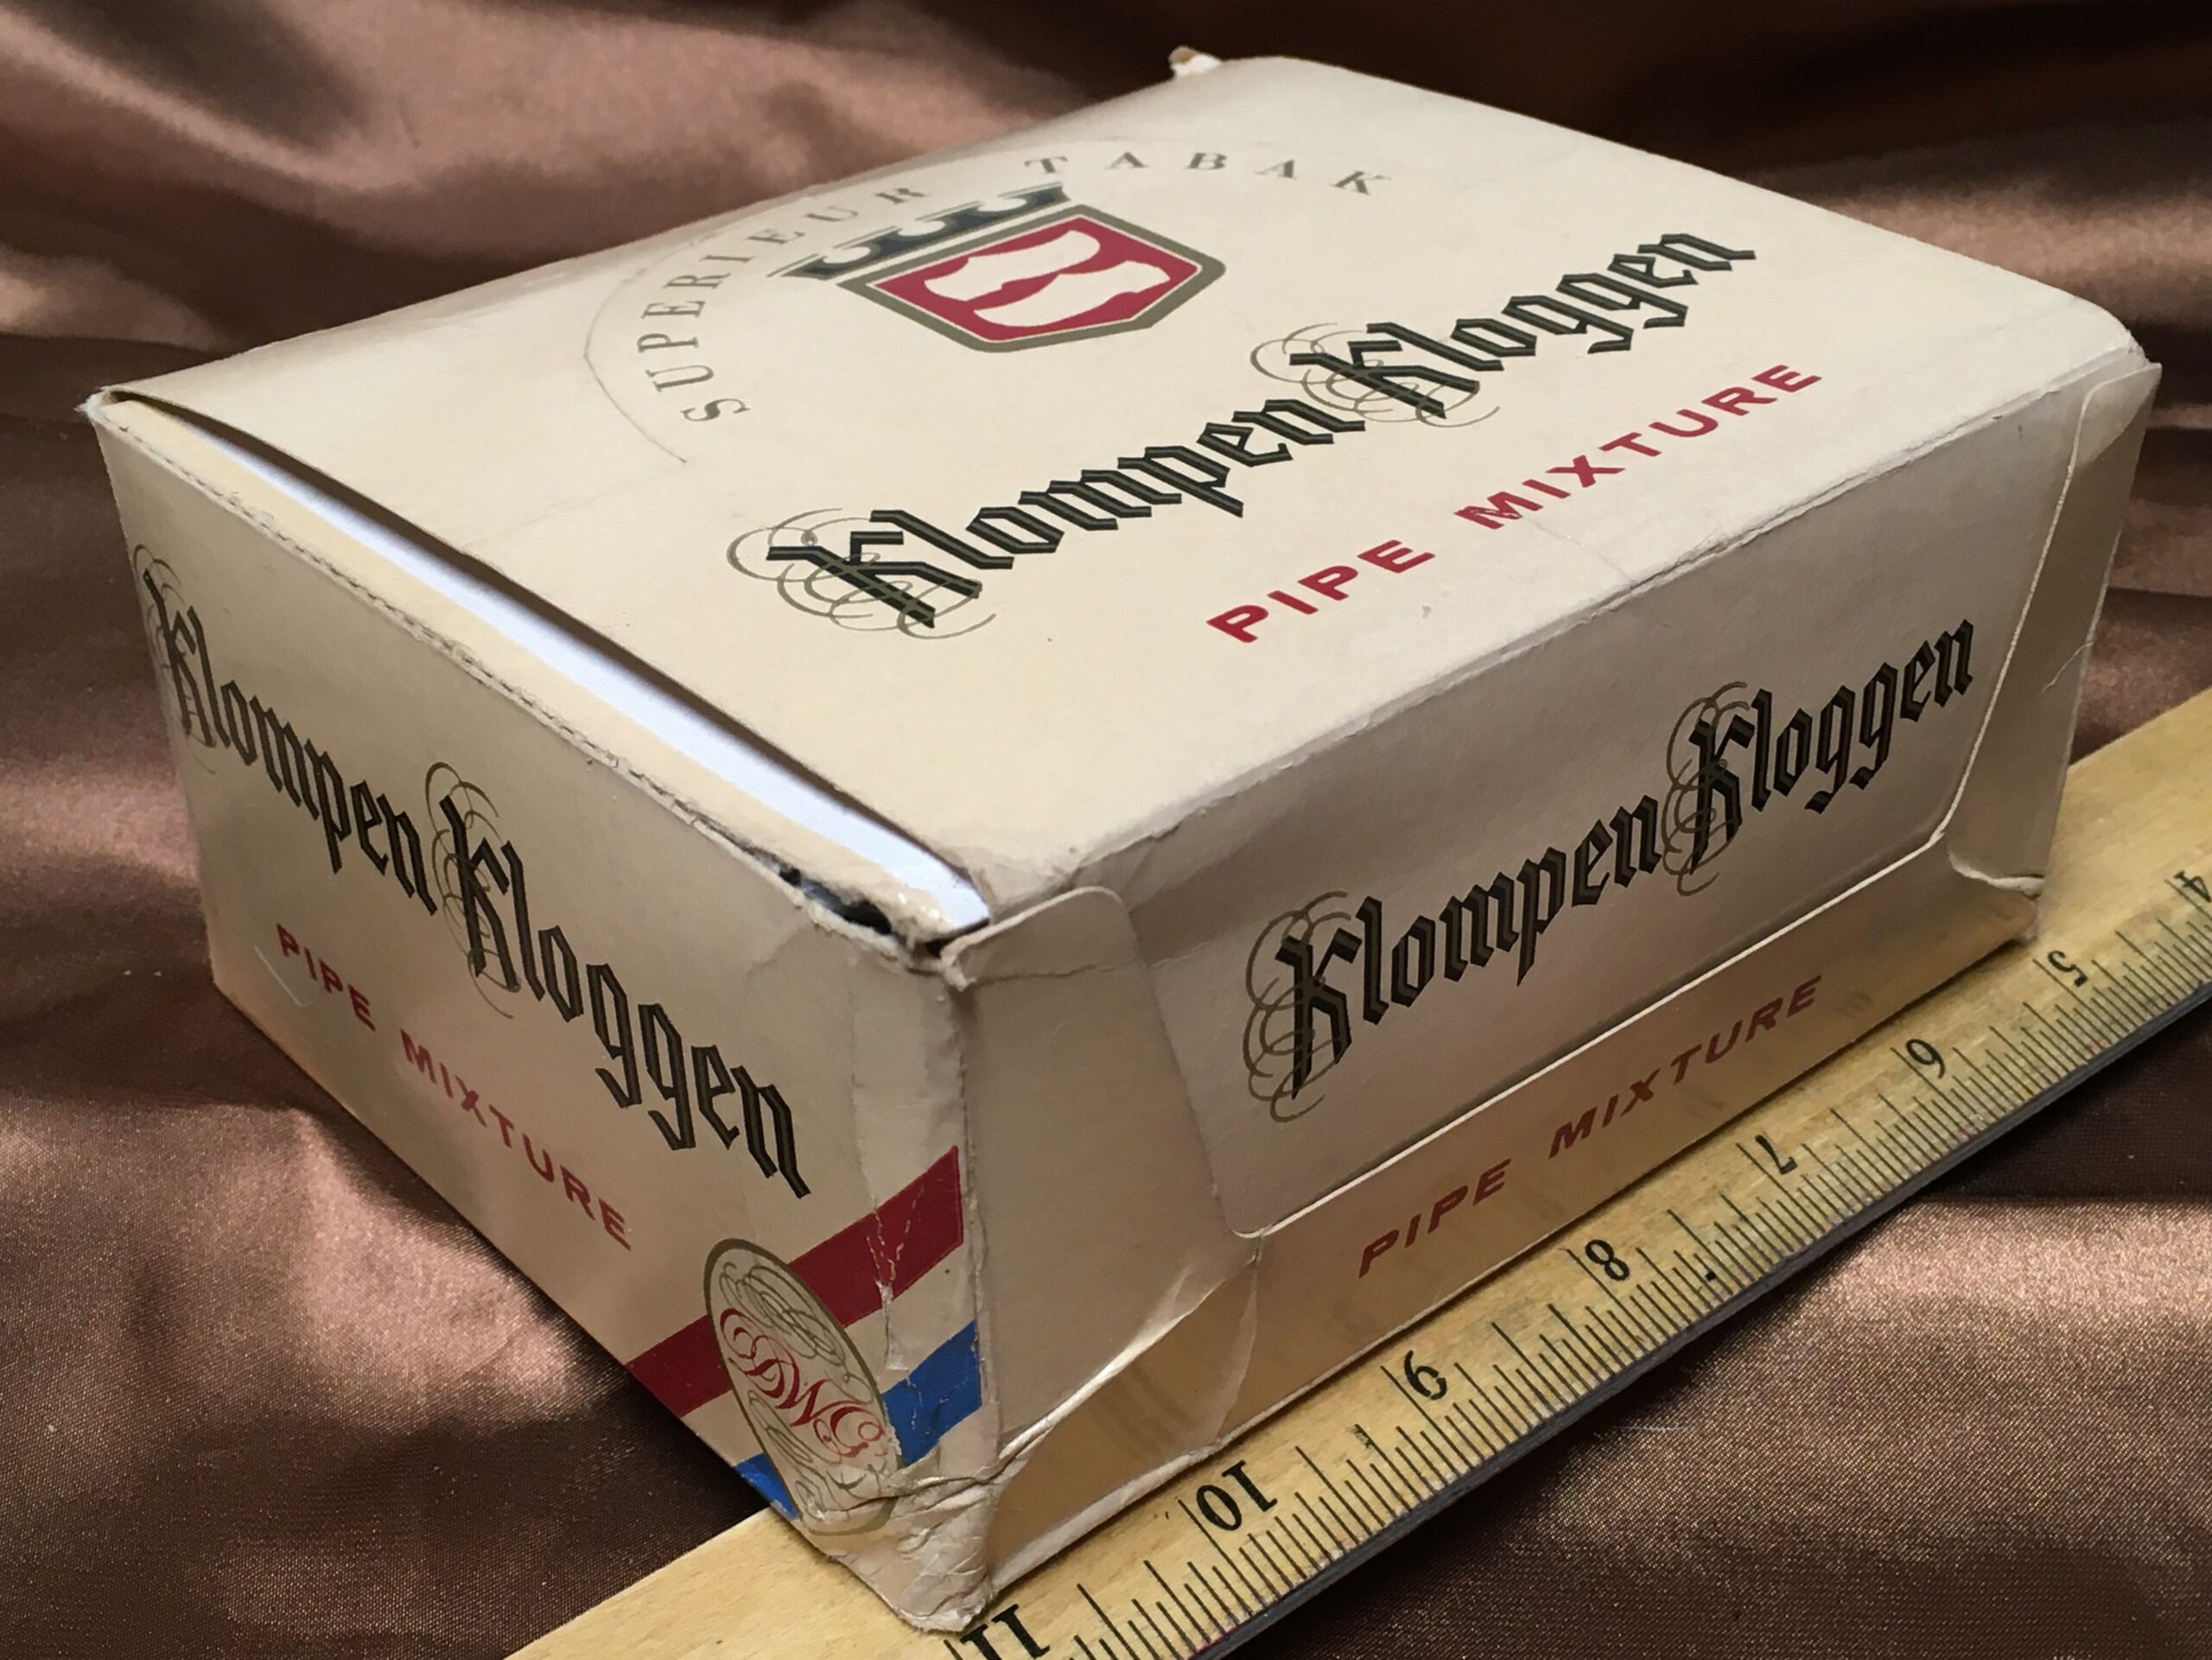 SUPERIEUR TABAK
Klompen Kloggen
PIPE MIXTURE
Klompen Kloggen
PIPE MIXTURE
Klompen Kloggen
PIPE MIXTURE
4
5
6
7
8
9
10
11